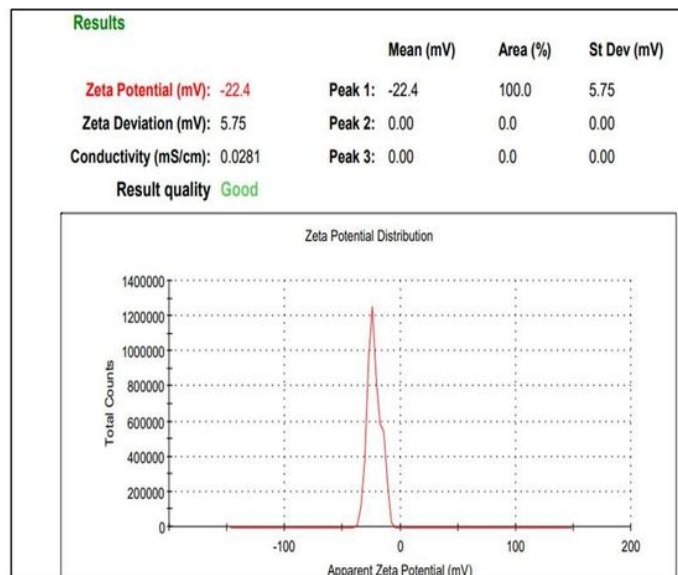 Results
Mean (mV) Area (%) St Dev (mV)
Zeta Potential (mV): -22.4 Peak 1: -22.4 100.0 5.75
Zeta Deviation (mV): 5.75 Peak 2: 0.00 0.0 0.00
Conductivity (mS/cm): 0.0281 Peak 3: 0.00 0.0 0.00
Result quality Good
Zeta Potential Distribution
1400000
1200000
1000000
800000
600000
400000
200000
0
Total Counts
-100 0 100 200
Apparent Zeta Potential (mV)